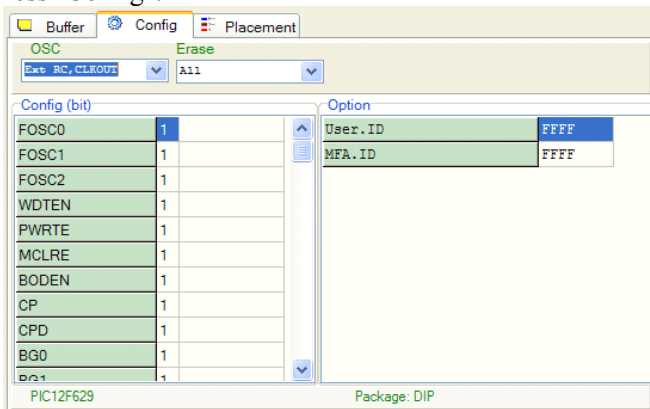 Buffer Config Placement
OSC Erase
Ext RC,CLKOUT All
Config (bit) Option
FOSC0 1 User.ID FFFF
FOSC1 1 MFA.ID FFFF
FOSC2 1
WDTEN 1
PWRTE 1
MCLRE 1
BODEN 1
CP 1
CPD 1
BG0 1
BG1 1
PIC12F629 Package: DIP